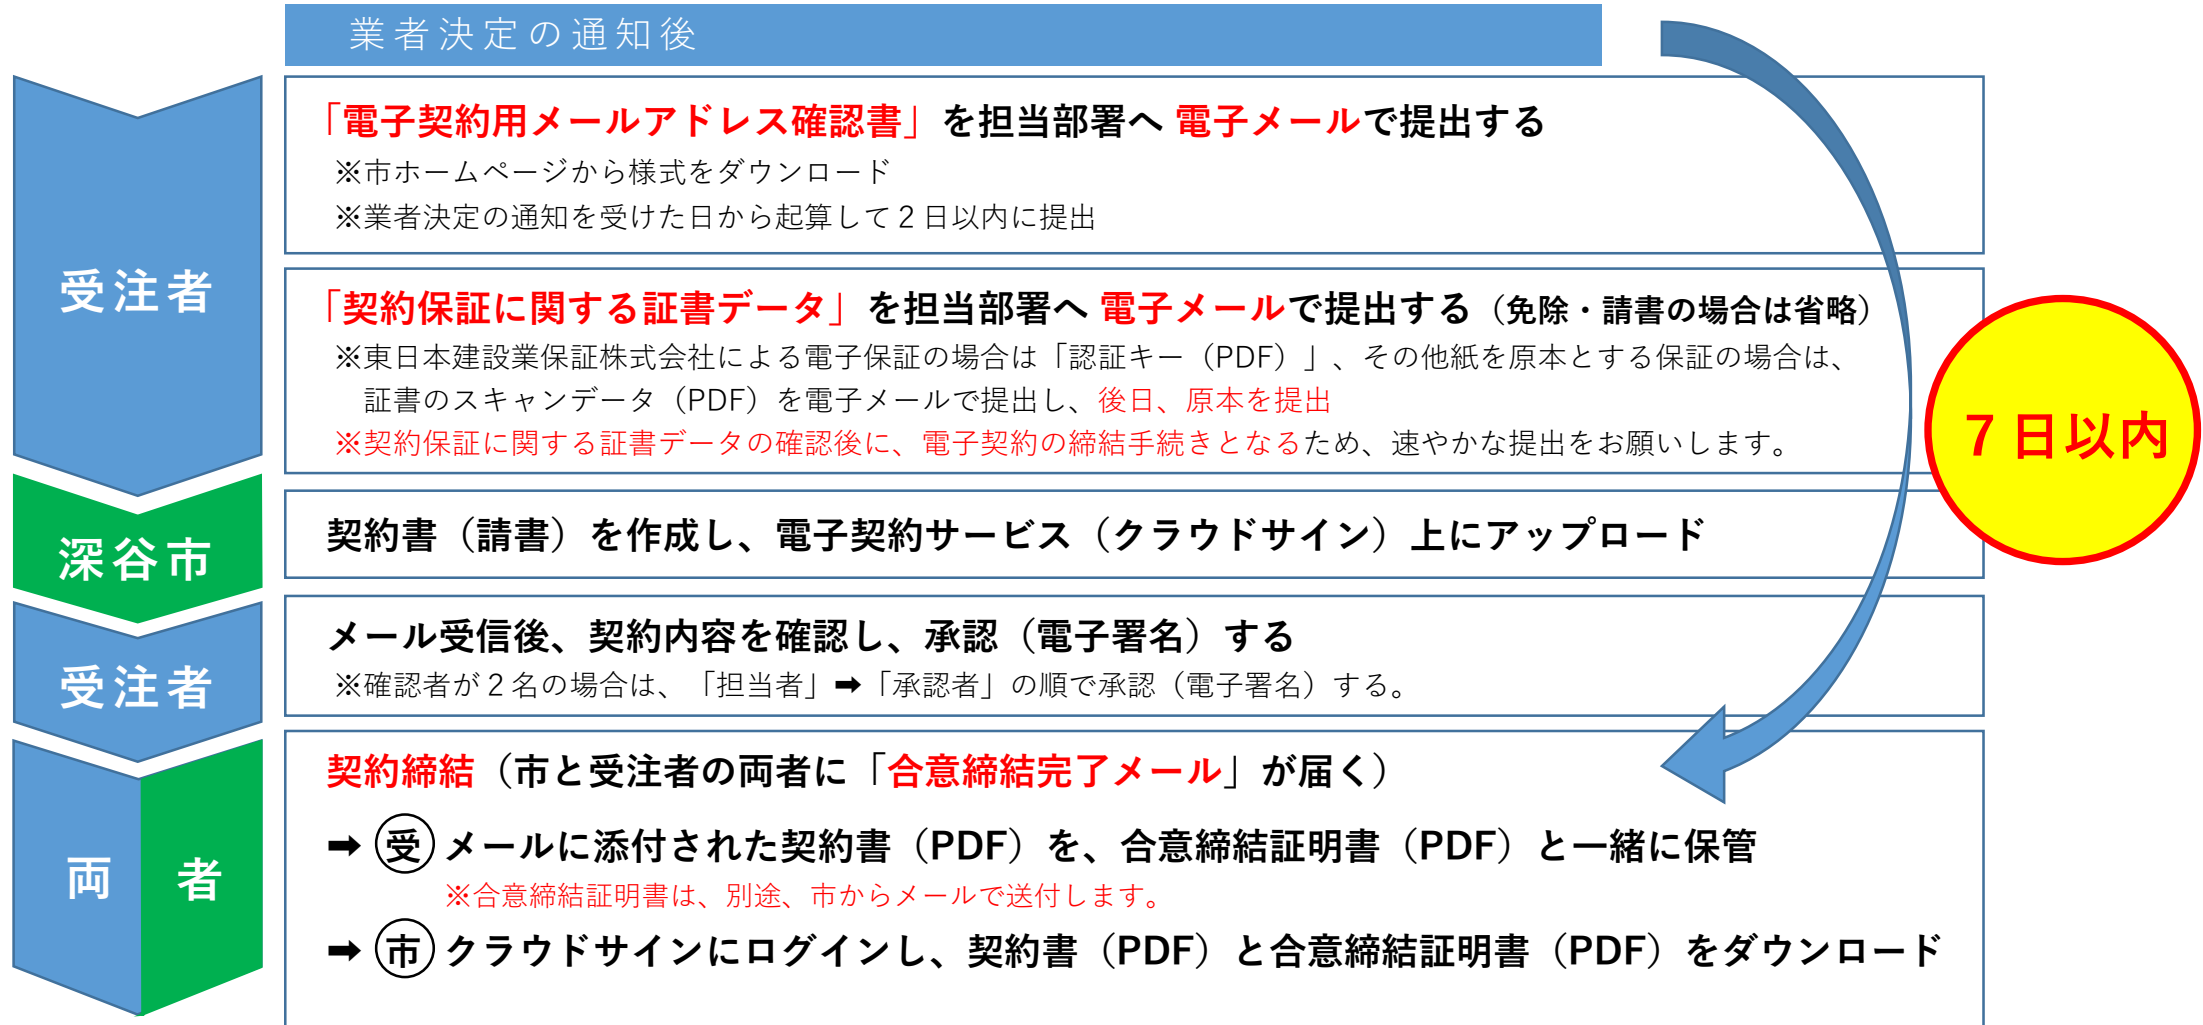 業者決定の通知後
「電子契約用メールアドレス確認書」を担当部署へ 電子メールで提出する
※市ホームページから様式をダウンロード
※業者決定の通知を受けた日から起算して２日以内に提出
受注者
「契約保証に関する証書データ」を担当部署へ 電子メールで提出する（免除・請書の場合は省略）
※東日本建設業保証株式会社による電子保証の場合は「認証キー（PDF）」、その他紙を原本とする保証の場合は、
証書のスキャンデータ（PDF）を電子メールで提出し、後日、原本を提出
※契約保証に関する証書データの確認後に、電子契約の締結手続きとなるため、速やかな提出をお願いします。
７日以内
深谷市
契約書（請書）を作成し、電子契約サービス（クラウドサイン）上にアップロード
受注者
メール受信後、契約内容を確認し、承認（電子署名）する
※確認者が２名の場合は、「担当者」➡「承認者」の順で承認（電子署名）する。
両 者
契約締結（市と受注者の両者に「合意締結完了メール」が届く）
➡ 受 メールに添付された契約書（PDF）を、合意締結証明書（PDF）と一緒に保管
※合意締結証明書は、別途、市からメールで送付します。
➡ 市 クラウドサインにログインし、契約書（PDF）と合意締結証明書（PDF）をダウンロード